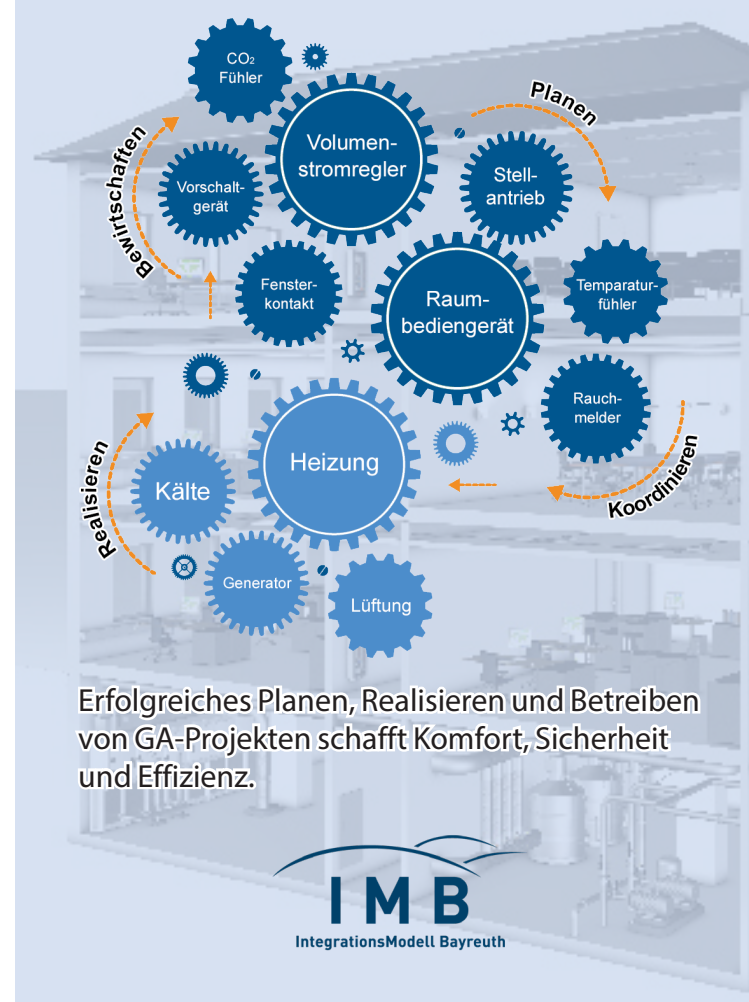 CO₂
Fühler
Volumen-
stromregler
Planen
Stell-
antrieb
Bewirtschaften
Vorschalt-
gerät
Fenster-
kontakt
Raum-
bediengerät
Temperatur-
fühler
Rauch-
melder
Koordinieren
Heizung
Realisieren
Kälte
Generator
Lüftung
Erfolgreiches Planen, Realisieren und Betreiben
von GA-Projekten schafft Komfort, Sicherheit
und Effizienz.
IMB
IntegrationsModell Bayreuth